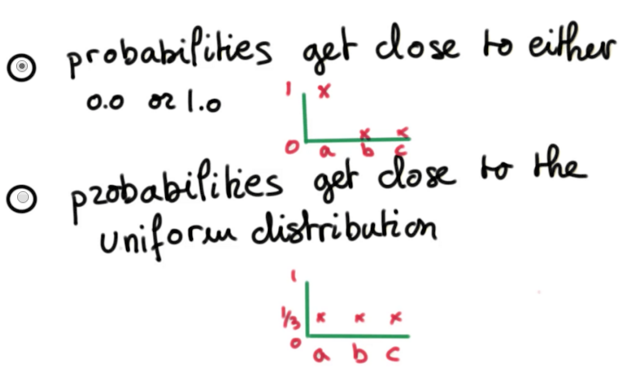 probabilities get close to either
0.0 or 1.0
1
0
a b c
probabilities get close to the
uniform distribution
1
1/3
0
a b c